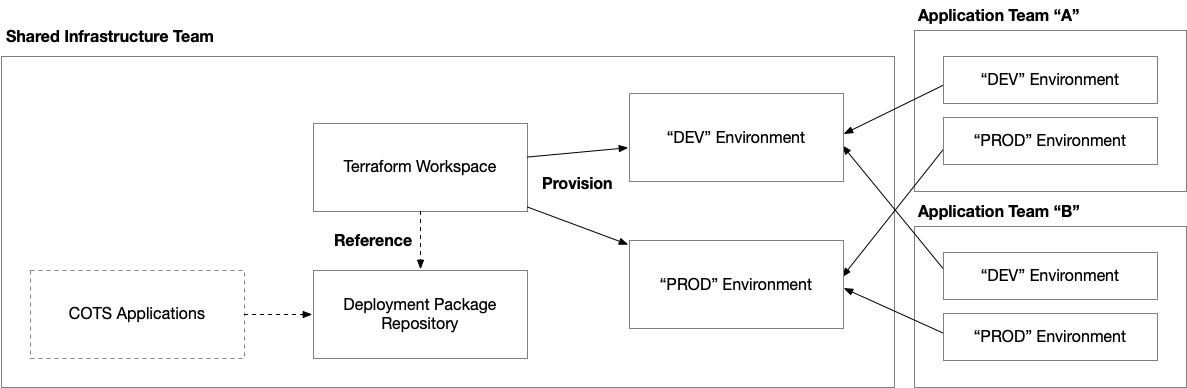 Shared Infrastructure Team
Application Team “A”
“DEV” Environment
“PROD” Environment
“DEV” Environment
Terraform Workspace
Provision
Reference
“PROD” Environment
COTS Applications
Deployment Package
Repository
Application Team “B”
“DEV” Environment
“PROD” Environment